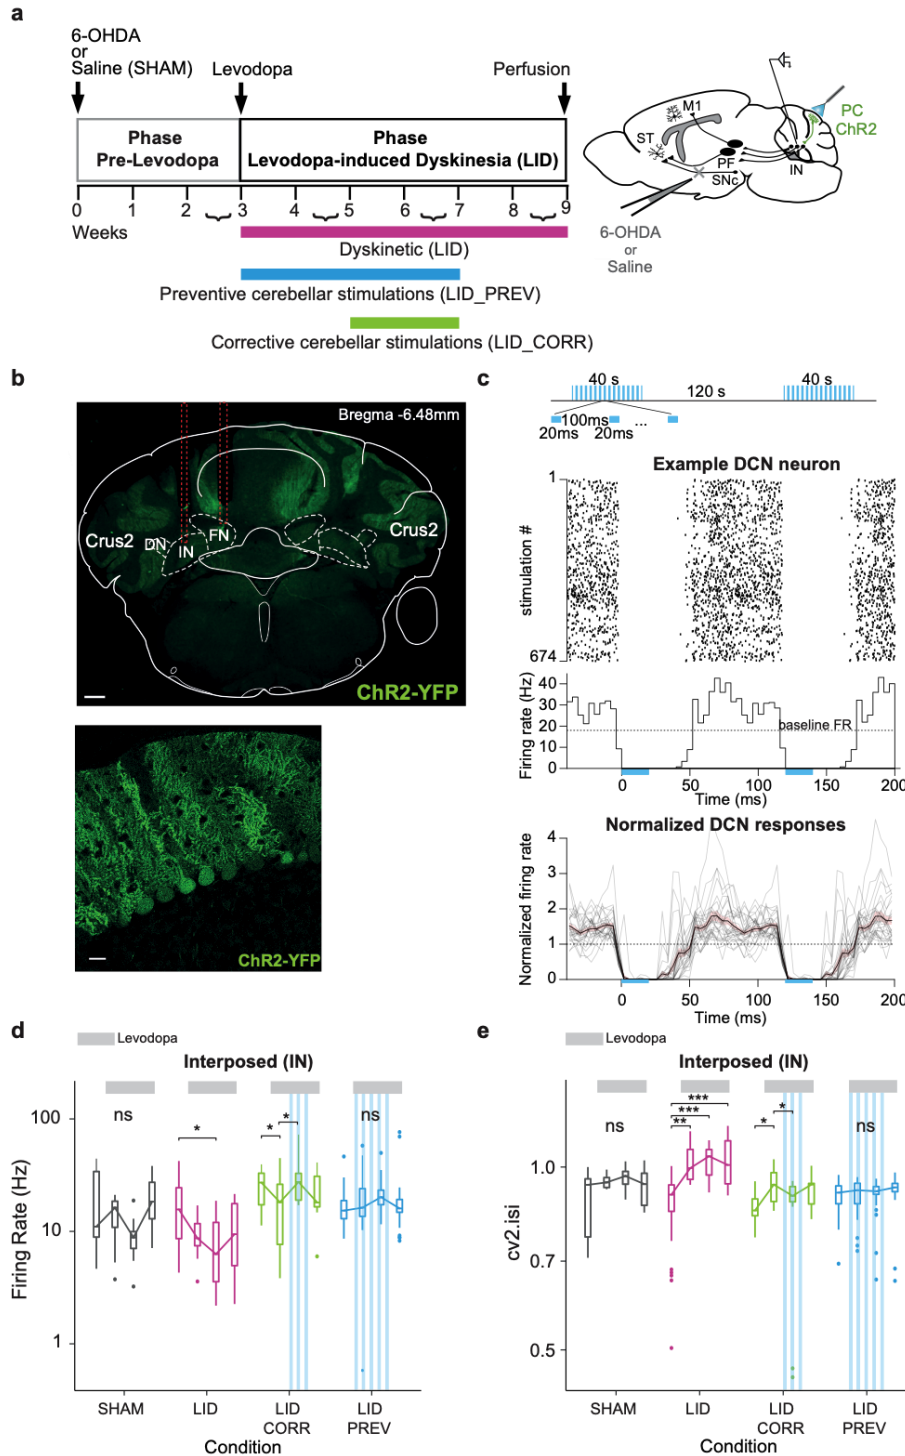 a
6-OHDA
or
Saline (SHAM)
Levodopa
Perfusion
Phase
Pre-Levodopa
Phase
Levodopa-induced Dyskinesia (LID)
0 1 2 3 4 5 6 7 8 9
Weeks
Dyskinetic (LID)
Preventive cerebellar stimulations (LID_PREV)
Corrective cerebellar stimulations (LID_CORR)
M1
ST
PF
SNc
IN
PC
ChR2
6-OHDA
or
Saline
b
Bregma -6.48mm
Crus2
DN
IN
FN
Crus2
ChR2-YFP
ChR2-YFP
c
40 s
120 s
40 s
100ms
...
20ms
20ms
Example DCN neuron
1
stimulation #
674
40
30
20
10
0
Firing rate (Hz)
baseline FR
0 50 100 150 200
Time (ms)
Normalized DCN responses
4
3
2
1
0
Normalized firing rate
0 50 100 150 200
Time (ms)
d
Levodopa
Interposed (IN)
100
10
1
Firing Rate (Hz)
ns
*
*
*
ns
SHAM
LID
LID
CORR
LID
PREV
Condition
e
Levodopa
Interposed (IN)
1.0
0.7
0.5
cv2.isi
ns
***
***
**
*
*
ns
SHAM
LID
LID
CORR
LID
PREV
Condition